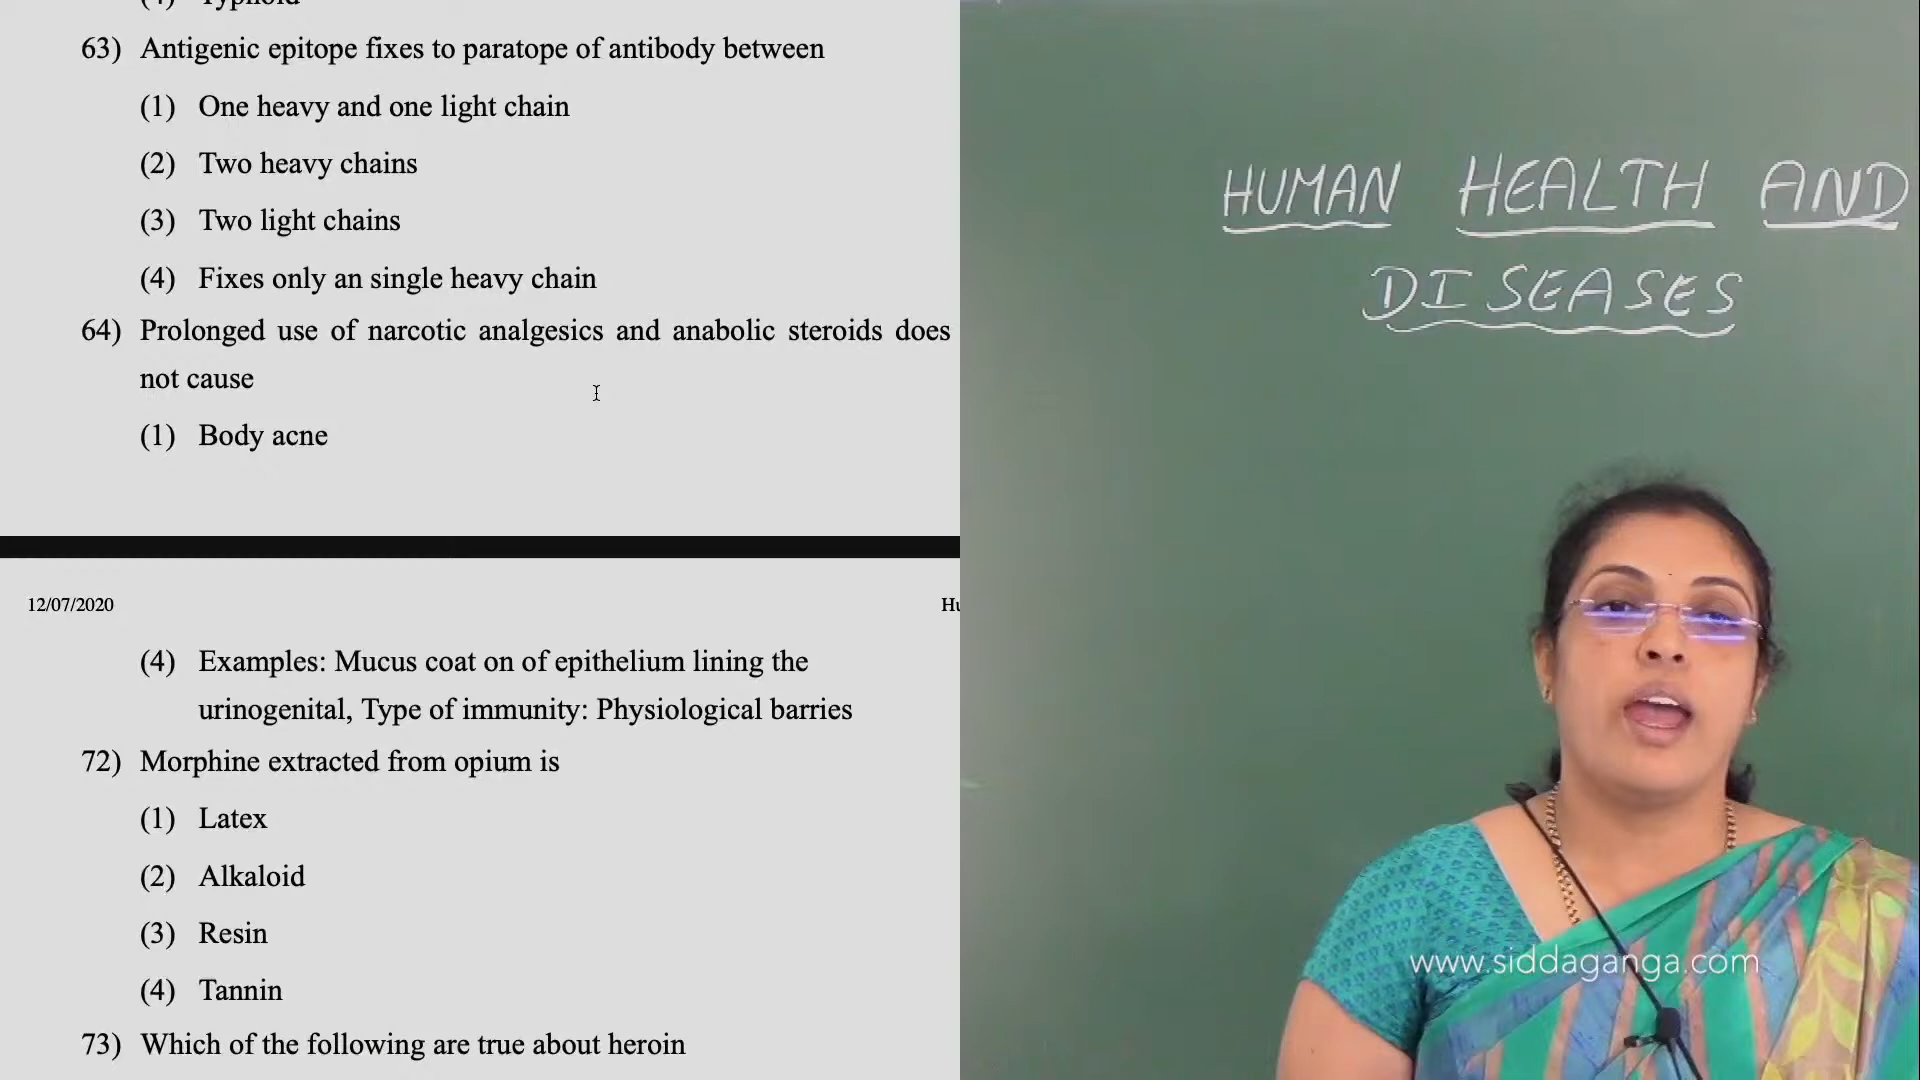 (4) Typhoid
63) Antigenic epitope fixes to paratope of antibody between
(1) One heavy and one light chain
(2) Two heavy chains
(3) Two light chains
(4) Fixes only an single heavy chain
64) Prolonged use of narcotic analgesics and anabolic steroids does
not cause
(1) Body acne
12/07/2020
Hu
(4) Examples: Mucus coat on of epithelium lining the
urinogenital, Type of immunity: Physiological barries
72) Morphine extracted from opium is
(1) Latex
(2) Alkaloid
(3) Resin
(4) Tannin
73) Which of the following are true about heroin
HUMAN HEALTH AND
DISEASES
www.siddaganga.com